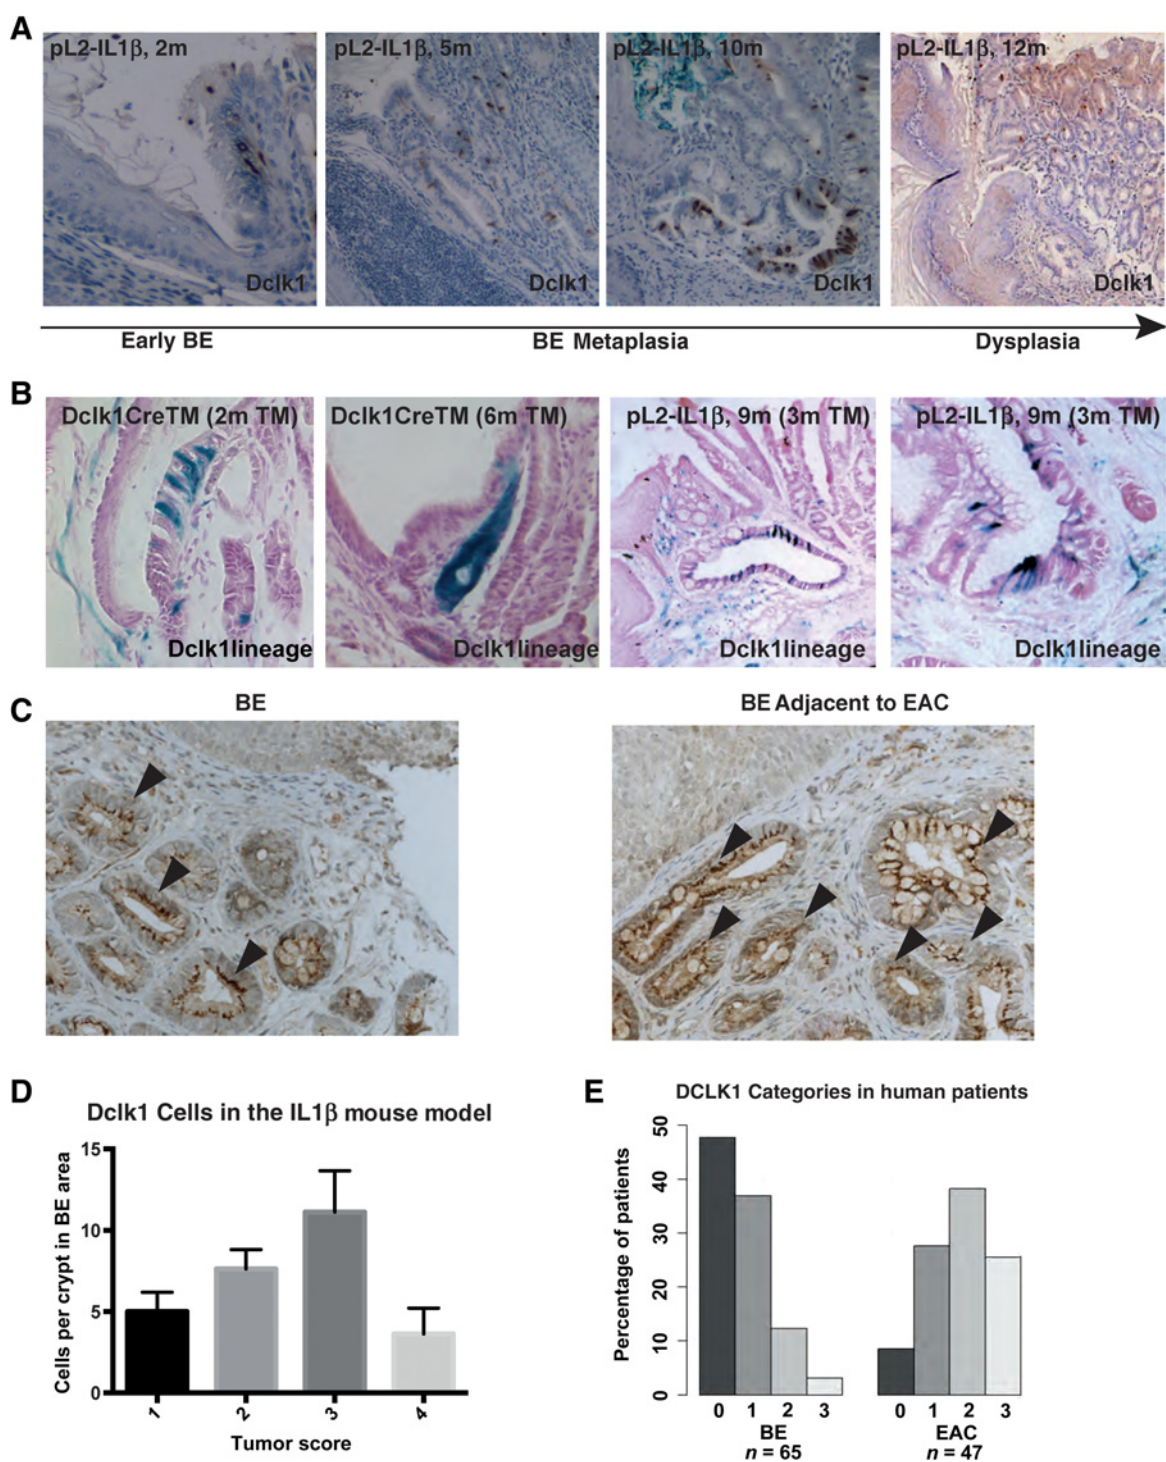 A
pL2-IL1β, 2m
pL2-IL1β, 5m
pL2-IL1β, 10m
pL2-IL1β, 12m
Dclk1
Dclk1
Dclk1
Dclk1
Early BE
BE Metaplasia
Dysplasia
B
Dclk1CreTM (2m TM)
Dclk1CreTM (6m TM)
pL2-IL1β, 9m (3m TM)
pL2-IL1β, 9m (3m TM)
Dclk1lineage
Dclk1lineage
Dclk1lineage
Dclk1lineage
C
BE
BE Adjacent to EAC
D
Dclk1 Cells in the IL1β mouse model
Cells per crypt in BE area
15
10
5
0
1
2
3
4
Tumor score
E
DCLK1 Categories in human patients
Percentage of patients
50
40
30
20
10
0
0 1 2 3
BE
n = 65
0 1 2 3
EAC
n = 47